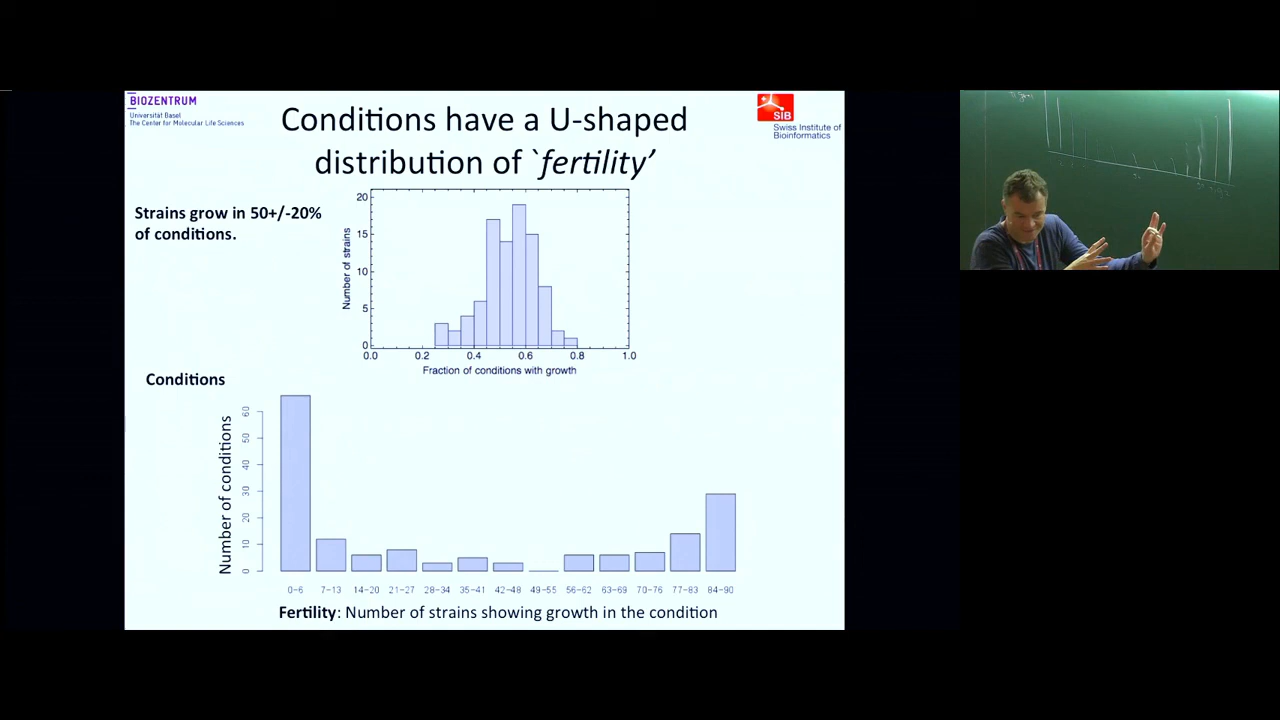 BIOZENTRUM
Universität Basel
The Center for Molecular Life Sciences
SIB
Swiss Institute of
Bioinformatics
Conditions have a U-shaped
distribution of `fertility’
Strains grow in 50+/-20%
of conditions.
Number of strains
20
15
10
5
0
0.0 0.2 0.4 0.6 0.8 1.0
Fraction of conditions with growth
Conditions
Number of conditions
60
50
40
30
20
10
0
0-6 7-13 14-20 21-27 28-34 35-41 42-48 49-55 56-62 63-69 70-76 77-83 84-90
Fertility: Number of strains showing growth in the condition